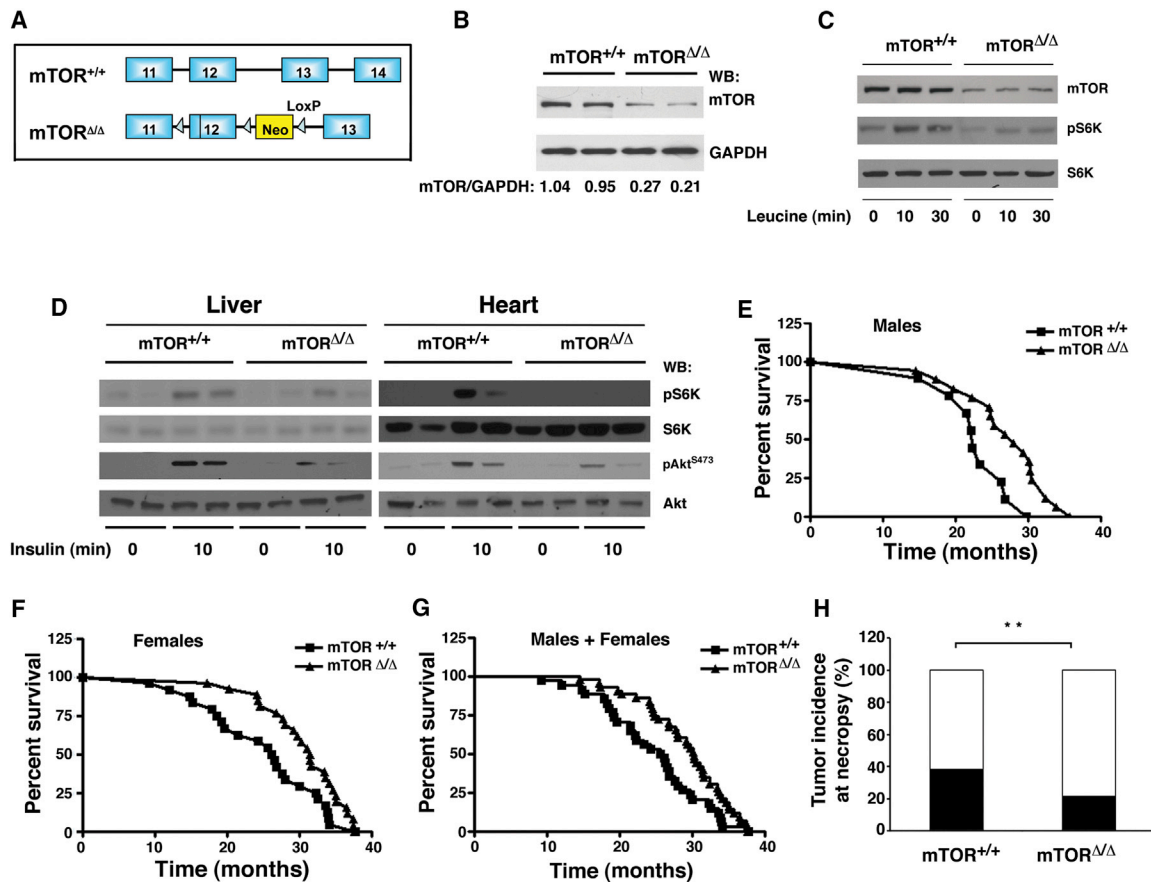 A
mTOR+/+ 11 12 13 14
LoxP
mTORΔ/Δ 11 12 Neo 13
B
mTOR+/+ mTORΔ/Δ
WB:
mTOR
GAPDH
mTOR/GAPDH: 1.04 0.95 0.27 0.21
C
mTOR+/+ mTORΔ/Δ
mTOR
pS6K
S6K
Leucine (min) 0 10 30 0 10 30
D
Liver Heart
mTOR+/+ mTORΔ/Δ mTOR+/+ mTORΔ/Δ
WB:
pS6K
S6K
pAktS473
Akt
Insulin (min) 0 10 0 10 0 10 0 10
E
Males
mTOR +/+
mTOR Δ/Δ
Percent survival
125
100
75
50
25
0
0 10 20 30 40
Time (months)
F
Females
mTOR +/+
mTOR Δ/Δ
Percent survival
125
100
75
50
25
0
0 10 20 30 40
Time (months)
G
Males + Females
mTOR+/+
mTORΔ/Δ
Percent survival
125
100
75
50
25
0
0 10 20 30 40
Time (months)
H
**
Tumor incidence
at necropsy (%)
120
100
80
60
40
20
0
mTOR+/+ mTORΔ/Δ